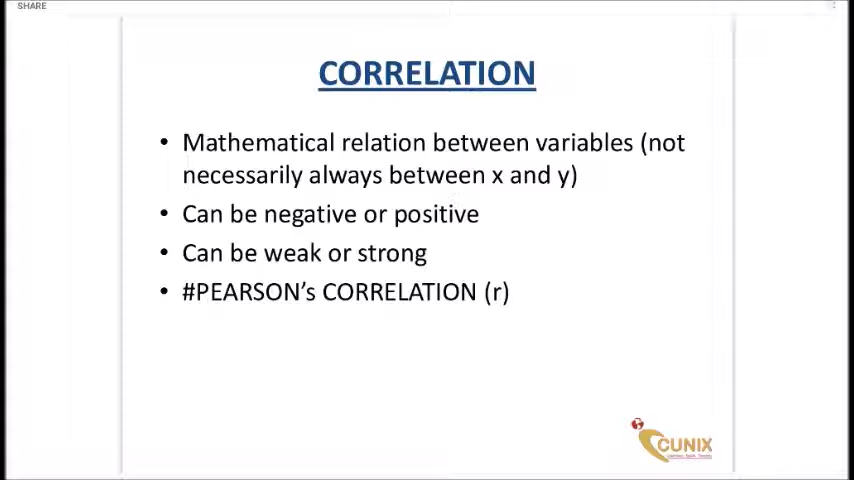 SHARE
CORRELATION
• Mathematical relation between variables (not
necessarily always between x and y)
• Can be negative or positive
• Can be weak or strong
• #PEARSON's CORRELATION (r)
CUNIX